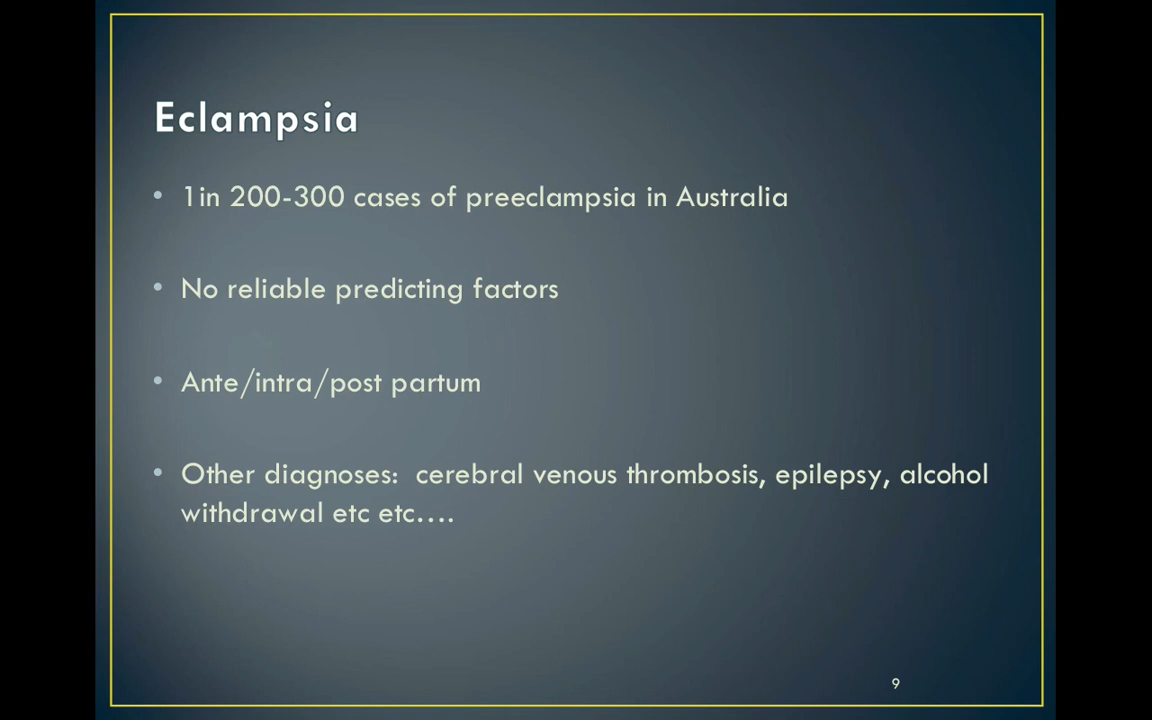 Eclampsia
• 1in 200-300 cases of preeclampsia in Australia
• No reliable predicting factors
• Ante/intra/post partum
• Other diagnoses:  cerebral venous thrombosis, epilepsy, alcohol
withdrawal etc etc....
9